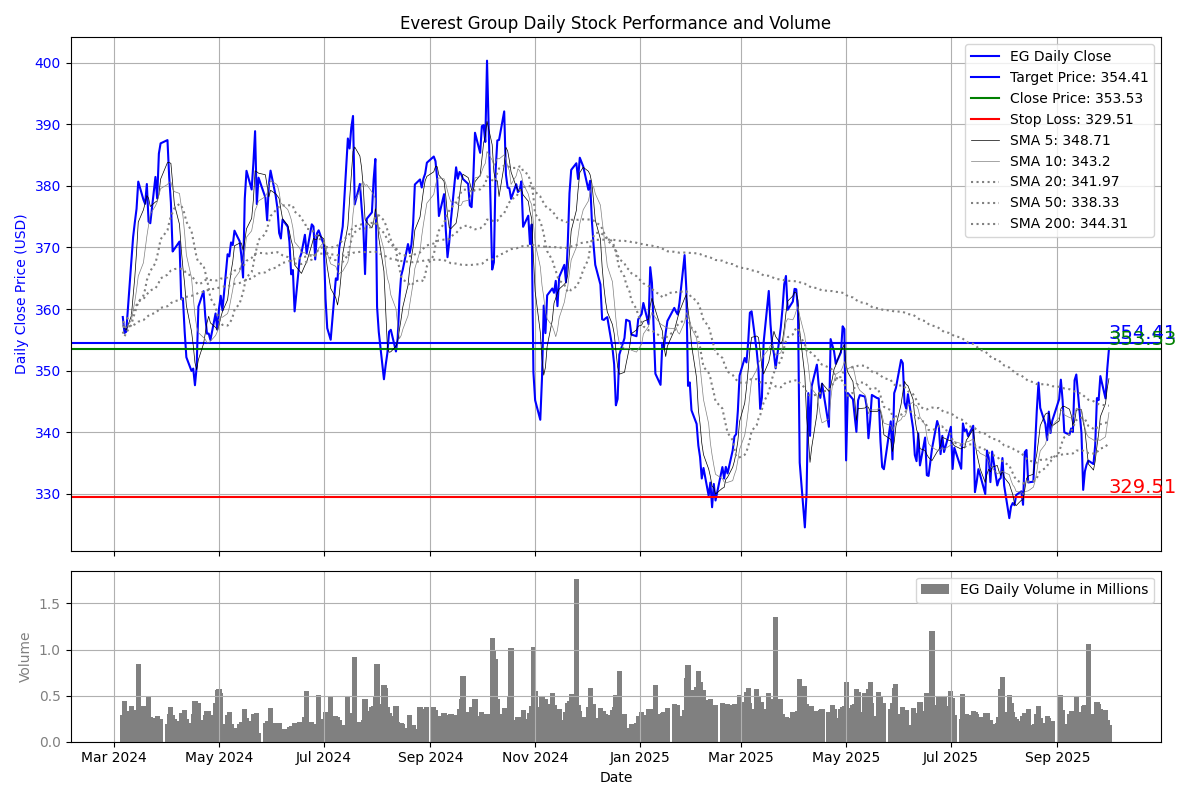 Everest Group Daily Stock Performance and Volume
Daily Close Price (USD)
400
390
380
370
360
350
340
330
EG Daily Close
Target Price: 354.41
Close Price: 353.53
Stop Loss: 329.51
SMA 5: 348.71
SMA 10: 343.2
SMA 20: 341.97
SMA 50: 338.33
SMA 200: 344.31
354.41
353.53
329.51
Volume
1.5
1.0
0.5
0.0
EG Daily Volume in Millions
Mar 2024
May 2024
Jul 2024
Sep 2024
Nov 2024
Jan 2025
Mar 2025
May 2025
Jul 2025
Sep 2025
Date